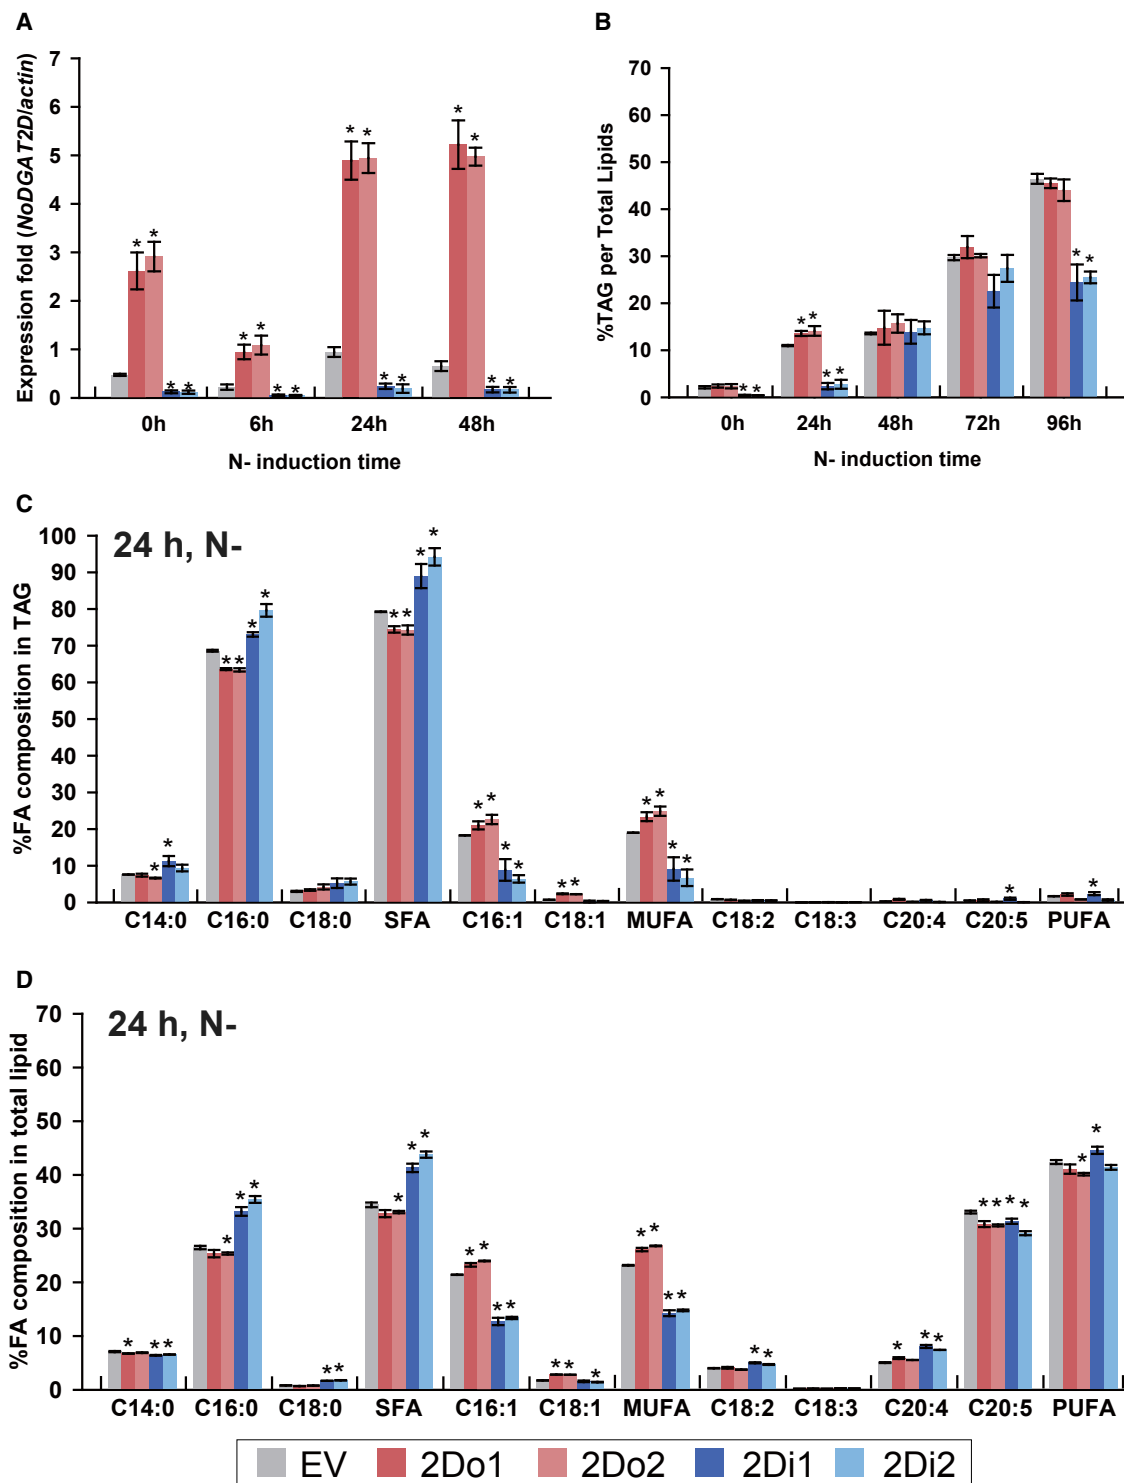 A
Expression fold (NoDGAT2D/actin)
7
6
5
4
3
2
1
0
* * * *
* * * *
* * * *
* * * *
0h 6h 24h 48h
N- induction time
B
%TAG per Total Lipids
70
60
50
40
30
20
10
0
* *
* * * *
* *
0h 24h 48h 72h 96h
N- induction time
C
24 h, N-
%FA composition in TAG
100
90
80
70
60
50
40
30
20
10
0
* *
* * * *
* * * *
* * * *
* * * *
* *
* * * *
*
*
C14:0 C16:0 C18:0 SFA C16:1 C18:1 MUFA C18:2 C18:3 C20:4 C20:5 PUFA
D
24 h, N-
%FA composition in total lipid
70
60
50
40
30
20
10
0
* * *
* * *
* *
* * *
* * * *
* * *
* * * *
* *
* * *
* * * *
* *
C14:0 C16:0 C18:0 SFA C16:1 C18:1 MUFA C18:2 C18:3 C20:4 C20:5 PUFA
EV 2Do1 2Do2 2Di1 2Di2